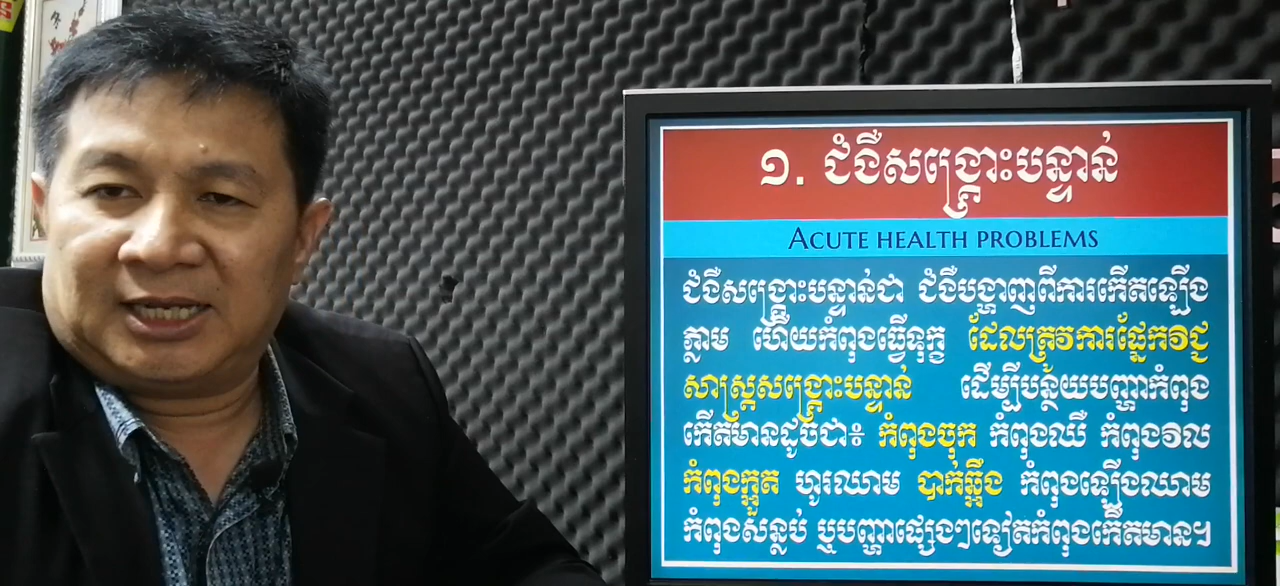 ១. ជំងឺសង្គ្រោះបន្ទាន់
ACUTE HEALTH PROBLEMS
ជំងឺសង្គ្រោះបន្ទាន់ជា ជំងឺបង្ហាញពីការកើតឡើង
ភ្លាម ហើយកំពុងធ្វើទុក្ខ ដែលត្រូវការផ្នែកវិជ្ជ
សាស្ត្រសង្គ្រោះបន្ទាន់ ដើម្បីបន្ថយបញ្ហាកំពុង
កើតមានដូចជា៖ កំពុងចុក កំពុងឈឺ កំពុងវិល
កំពុងក្អួត ហូរឈាម បាក់ឆ្អឹង កំពុងឡើងឈាម
កំពុងសន្លប់ ឬបញ្ហាផ្សេងៗទៀតកំពុងកើតមាន។